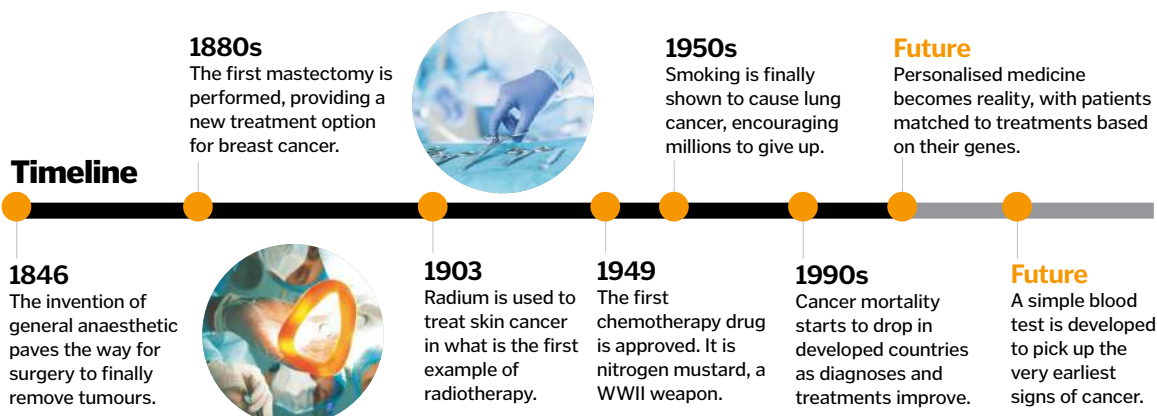 Timeline
1846
The invention of
general anaesthetic
paves the way for
surgery to finally
remove tumours.
1880s
The first mastectomy is
performed, providing a
new treatment option
for breast cancer.
1903
Radium is used to
treat skin cancer
in what is the first
example of
radiotherapy.
1949
The first
chemotherapy drug
is approved. It is
nitrogen mustard, a
WWII weapon.
1950s
Smoking is finally
shown to cause lung
cancer, encouraging
millions to give up.
1990s
Cancer mortality
starts to drop in
developed countries
as diagnoses and
treatments improve.
Future
Personalised medicine
becomes reality, with patients
matched to treatments based
on their genes.
Future
A simple blood
test is developed
to pick up the
very earliest
signs of cancer.